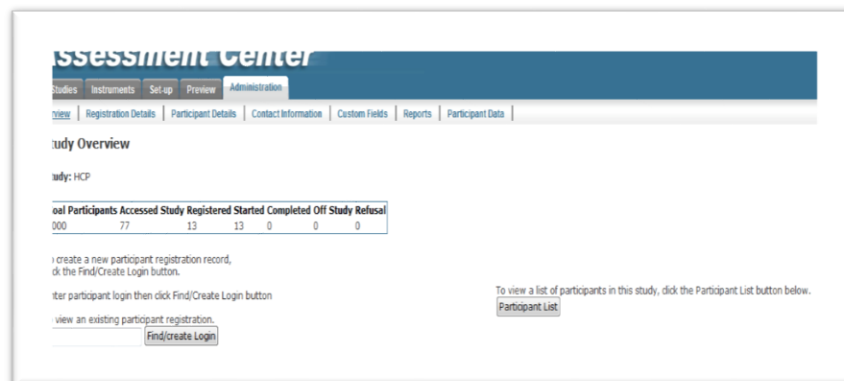 ssessment Center
Studies Instruments Set-up Preview Administration
rview Registration Details Participant Details Contact Information Custom Fields Reports Participant Data
tudy Overview
tudy: HCP
oal Participants Accessed Study Registered Started Completed Off Study Refusal
000 77 13 13 0 0 0
o create a new participant registration record,
ck the Find/Create Login button.
nter participant login then click Find/Create Login button
To view a list of participants in this study, click the Participant List button below.
Participant List
view an existing participant registration.
Find/create Login